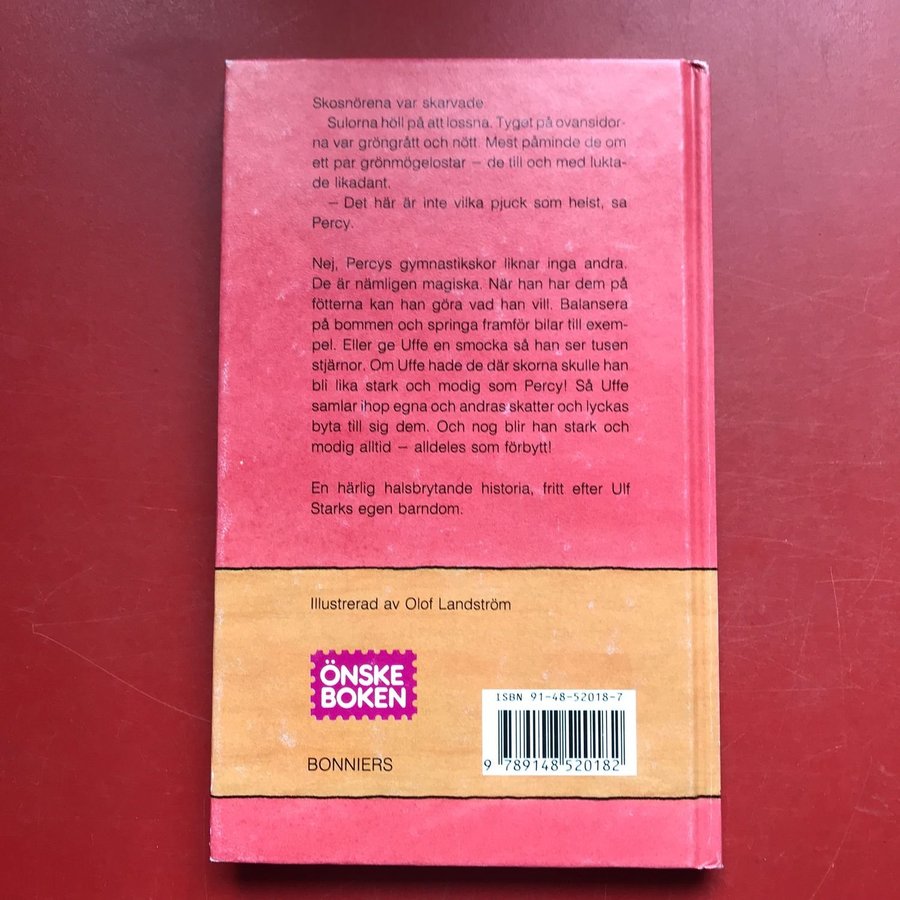 Skosnörena var skarvade.
Sulorna höll på att lossna. Tyget på ovansidor-
na var gröngrått och nött. Mest påminde de om
ett par grönmögelostar – de till och med lukta-
de likadant.
– Det här är inte vilka pjuck som helst, sa
Percy.
Nej, Percys gymnastikskor liknar inga andra.
De är nämligen magiska. När han har dem på
fötterna kan han göra vad han vill. Balansera
på bommen och springa framför bilar till exem-
pel. Eller ge Uffe en smocka så han ser tusen
stjärnor. Om Uffe hade de där skorna skulle han
bli lika stark och modig som Percy! Så Uffe
samlar ihop egna och andras skatter och lyckas
byta till sig dem. Och nog blir han stark och
modig alltid – alldeles som förbytt!
En härlig halsbrytande historia, fritt efter Ulf
Starks egen barndom.
Illustrerad av Olof Landström
ÖNSKE
BOKEN
ISBN 91-48-52018-7
9 789148 520182
BONNIERS